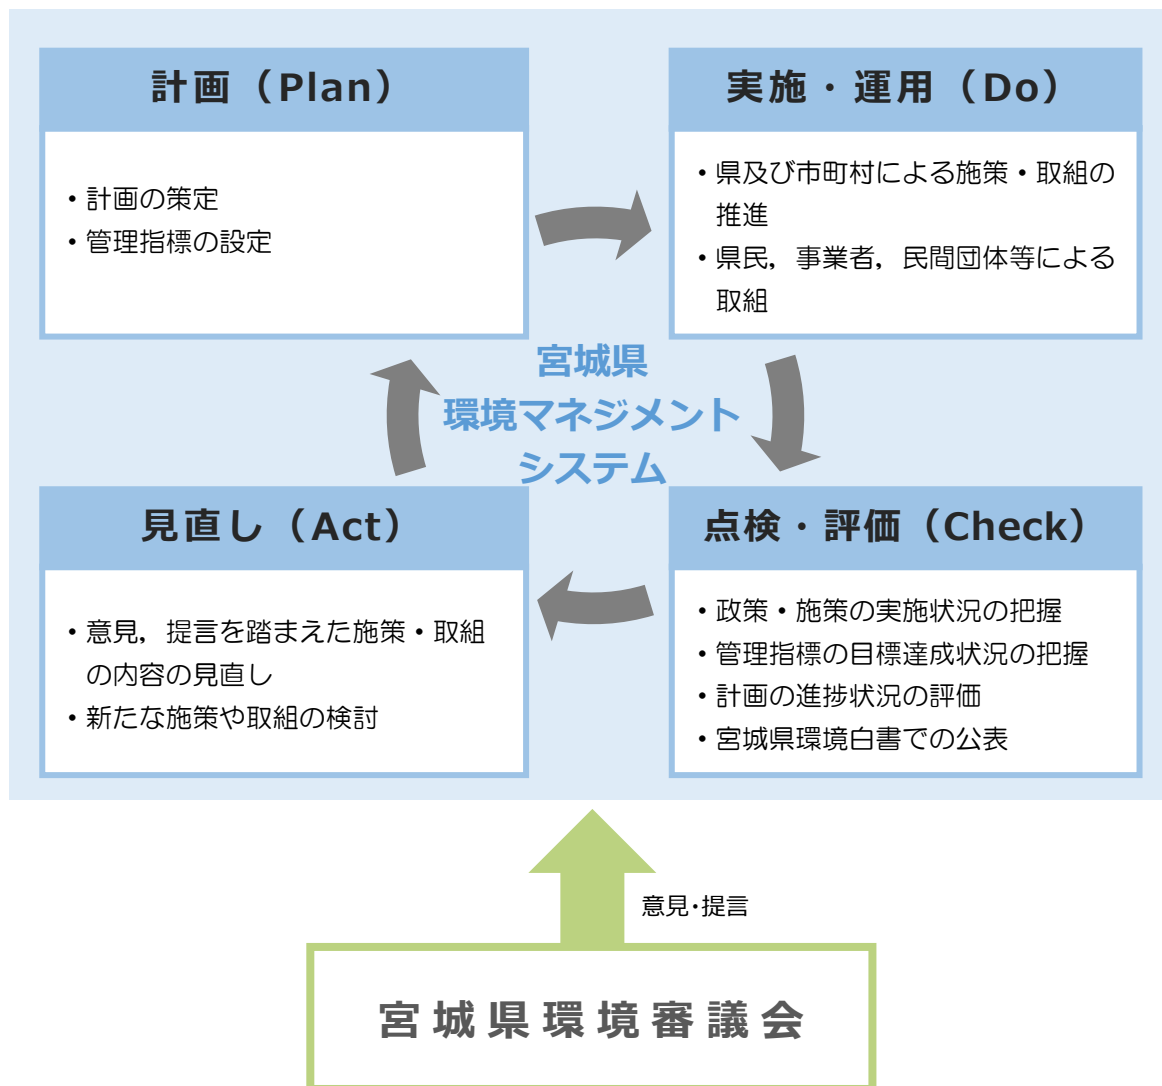 計画（Plan）
・計画の策定
・管理指標の設定
実施・運用（Do）
・県及び市町村による施策・取組の
推進
・県民，事業者，民間団体等による
取組
宮城県
環境マネジメント
システム
見直し（Act）
・意見，提言を踏まえた施策・取組
の内容の見直し
・新たな施策や取組の検討
点検・評価（Check）
・政策・施策の実施状況の把握
・管理指標の目標達成状況の把握
・計画の進捗状況の評価
・宮城県環境白書での公表
意見･提言
宮城県環境審議会